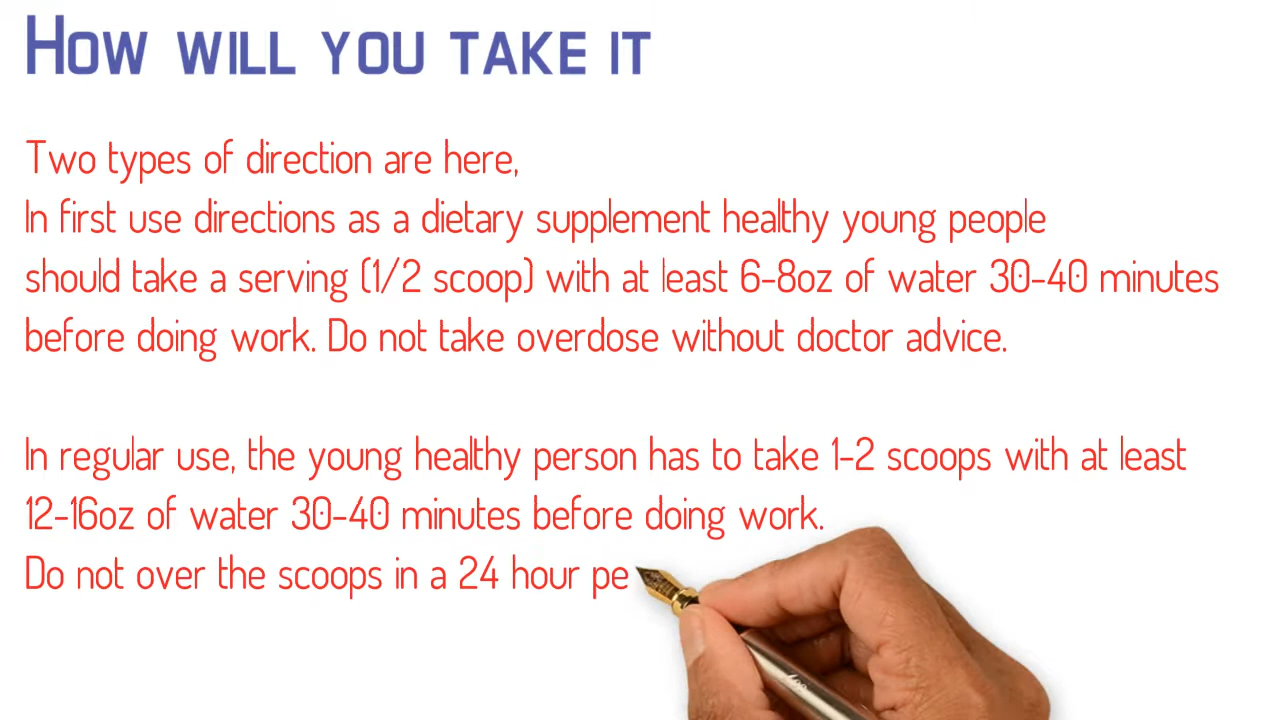 How will you take it
Two types of direction are here,
In first use directions as a dietary supplement healthy young people
should take a serving (1/2 scoop) with at least 6-8oz of water 30-40 minutes
before doing work. Do not take overdose without doctor advice.
In regular use, the young healthy person has to take 1-2 scoops with at least
12-16oz of water 30-40 minutes before doing work.
Do not over the scoops in a 24 hour pe